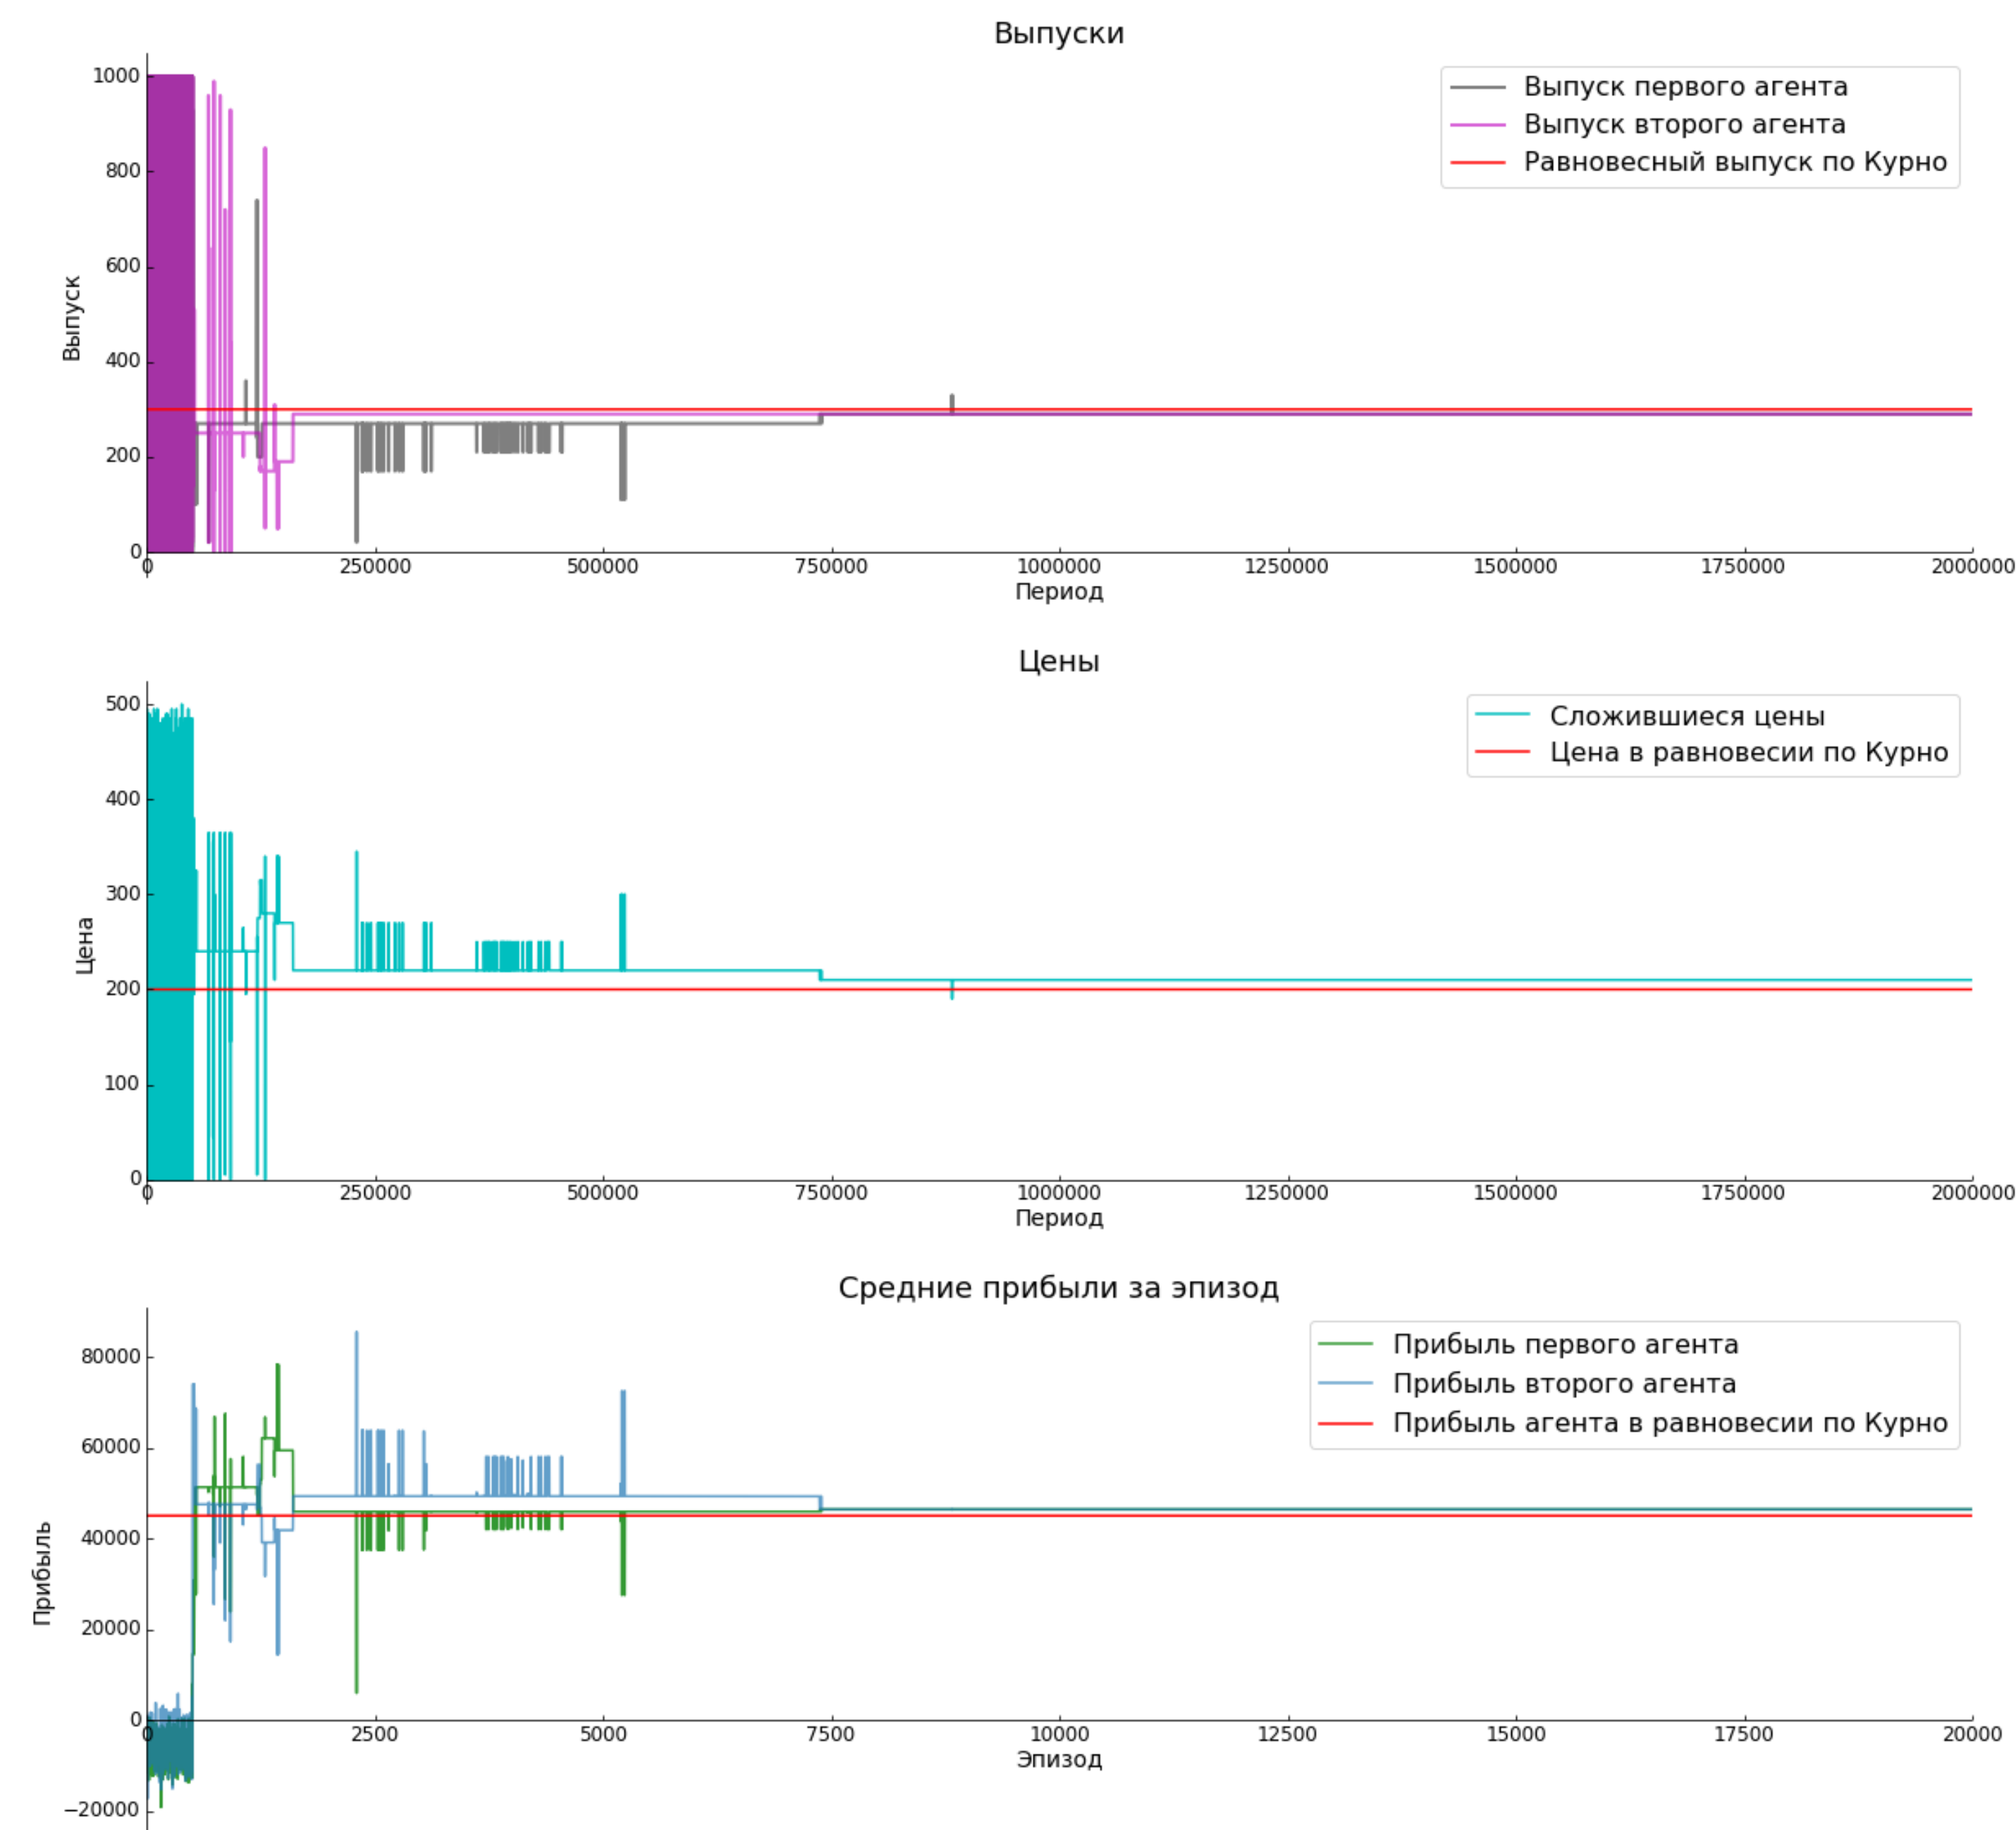 Выпуски
1000
800
600
400
200
0
Выпуск
Выпуск первого агента
Выпуск второго агента
Равновесный выпуск по Курно
0 250000 500000 750000 1000000 1250000 1500000 1750000 2000000
Период
Цены
500
400
300
200
100
0
Цена
Сложившиеся цены
Цена в равновесии по Курно
0 250000 500000 750000 1000000 1250000 1500000 1750000 2000000
Период
Средние прибыли за эпизод
80000
60000
40000
20000
0
−20000
Прибыль
Прибыль первого агента
Прибыль второго агента
Прибыль агента в равновесии по Курно
0 2500 5000 7500 10000 12500 15000 17500 20000
Эпизод